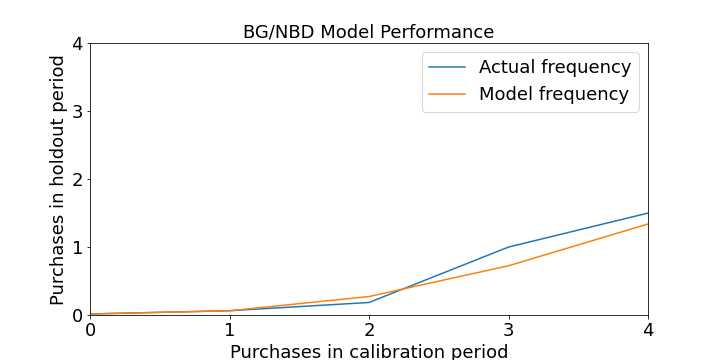 BG/NBD Model Performance
Actual frequency
Model frequency
Purchases in holdout period
4
3
2
1
0
0 1 2 3 4
Purchases in calibration period